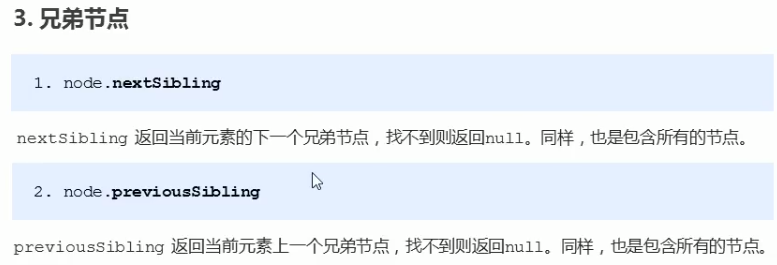 3. 兄弟节点
1. node.nextSibling
nextSibling 返回当前元素的下一个兄弟节点，找不到则返回null。同样，也是包含所有的节点。
2. node.previousSibling
previousSibling 返回当前元素上一个兄弟节点，找不到则返回null。同样，也是包含所有的节点。